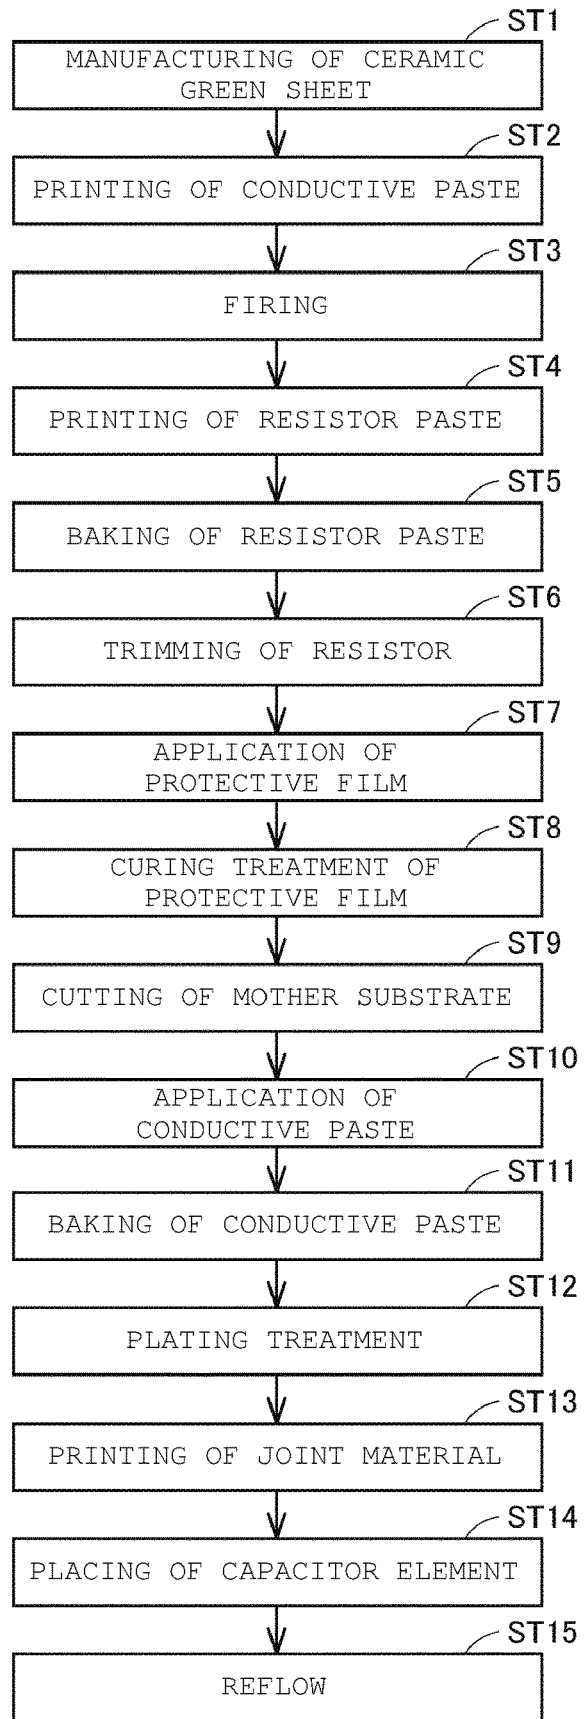 ST1
MANUFACTURING OF CERAMIC
GREEN SHEET
ST2
PRINTING OF CONDUCTIVE PASTE
ST3
FIRING
ST4
PRINTING OF RESISTOR PASTE
ST5
BAKING OF RESISTOR PASTE
ST6
TRIMMING OF RESISTOR
ST7
APPLICATION OF
PROTECTIVE FILM
ST8
CURING TREATMENT OF
PROTECTIVE FILM
ST9
CUTTING OF MOTHER SUBSTRATE
ST10
APPLICATION OF
CONDUCTIVE PASTE
ST11
BAKING OF CONDUCTIVE PASTE
ST12
PLATING TREATMENT
ST13
PRINTING OF JOINT MATERIAL
ST14
PLACING OF CAPACITOR ELEMENT
ST15
REFLOW